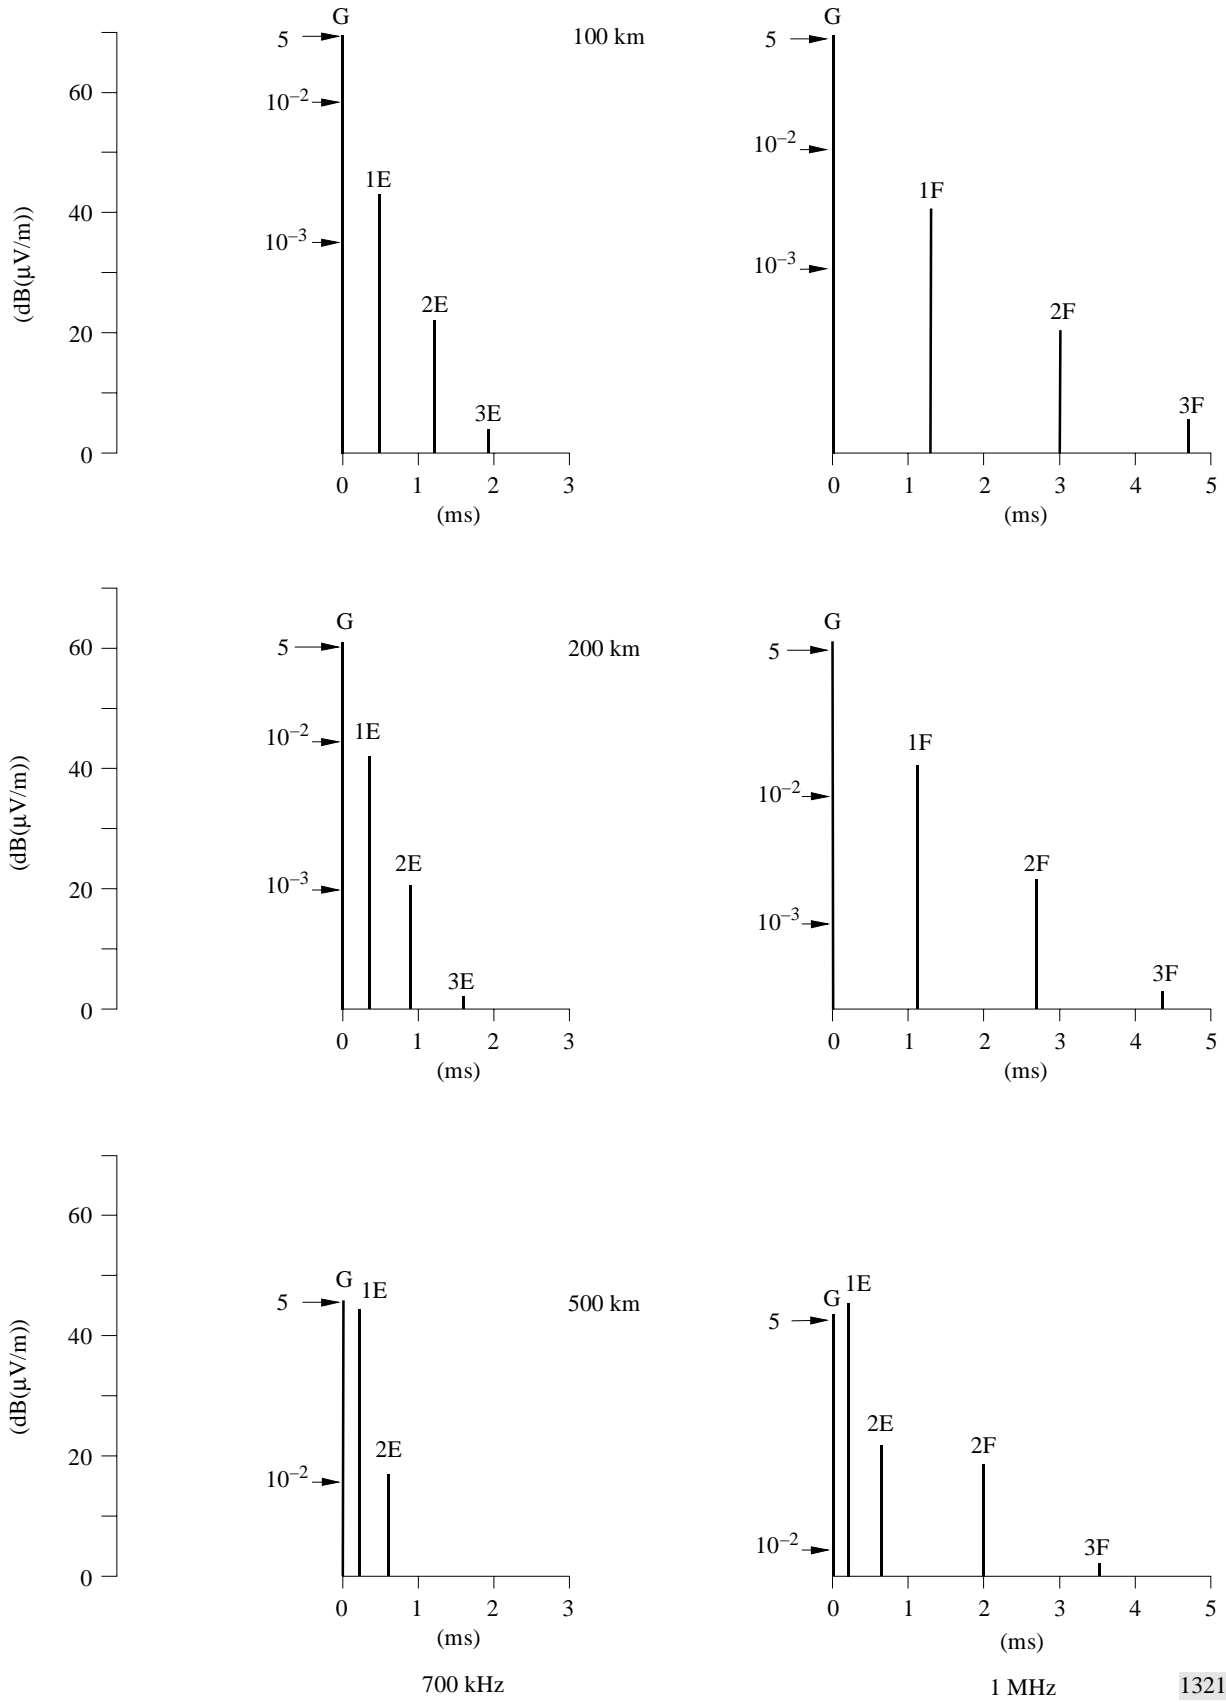 G
5
100 km
G
5
60
10⁻²
10⁻²
1E
1F
40
10⁻³
10⁻³
(dB(µV/m))
2E
2F
20
3E
3F
0
0 1 2 3
(ms)
0 1 2 3 4 5
(ms)
G
5
200 km
G
5
60
10⁻²
1E
1F
40
10⁻²
(dB(µV/m))
10⁻³
2E
2F
20
10⁻³
3E
3F
0
0 1 2 3
(ms)
0 1 2 3 4 5
(ms)
60
G
1E
5
500 km
G
1E
5
40
(dB(µV/m))
2E
2E
2F
20
10⁻²
10⁻²
3F
0
0 1 2 3
(ms)
0 1 2 3 4 5
(ms)
700 kHz
1 MHz
1321